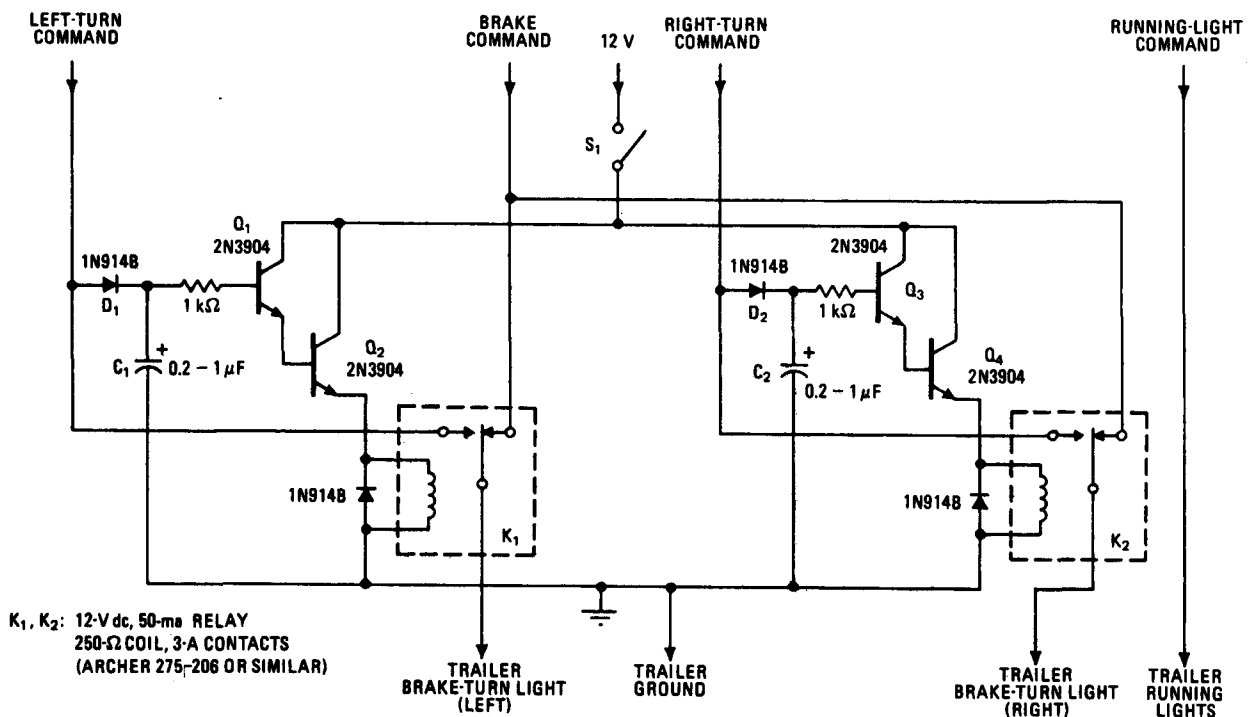 LEFT-TURN
COMMAND
BRAKE
COMMAND
12 V
RIGHT-TURN
COMMAND
RUNNING-LIGHT
COMMAND
S₁
Q₁
2N3904
1N914B
D₁
1 kΩ
C₁
+
0.2 – 1 μF
Q₂
2N3904
1N914B
K₁
2N3904
1N914B
D₂
1 kΩ
Q₃
C₂
+
0.2 – 1 μF
Q₄
2N3904
1N914B
K₂
K₁, K₂: 12-V dc, 50-ma RELAY
250-Ω COIL, 3-A CONTACTS
(ARCHER 275-206 OR SIMILAR)
TRAILER
BRAKE-TURN LIGHT
(LEFT)
TRAILER
GROUND
TRAILER
BRAKE-TURN LIGHT
(RIGHT)
TRAILER
RUNNING
LIGHTS